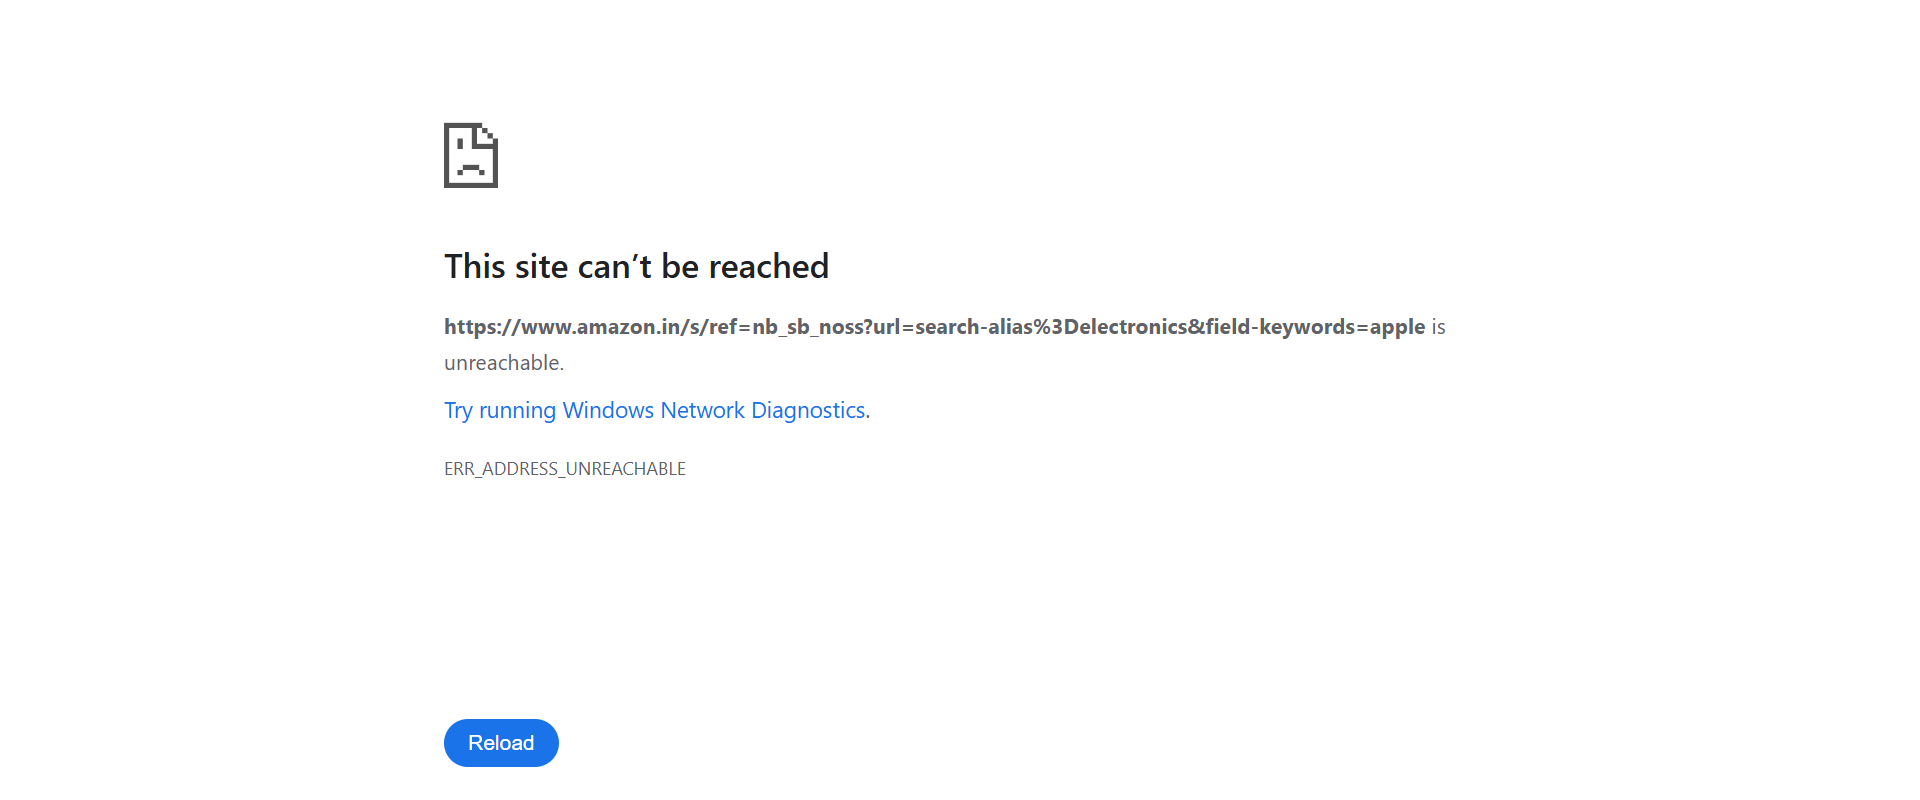 This site can’t be reached
https://www.amazon.in/s/ref=nb_sb_noss?url=search-alias%3Delectronics&field-keywords=apple is
unreachable.
Try running Windows Network Diagnostics.
ERR_ADDRESS_UNREACHABLE
Reload